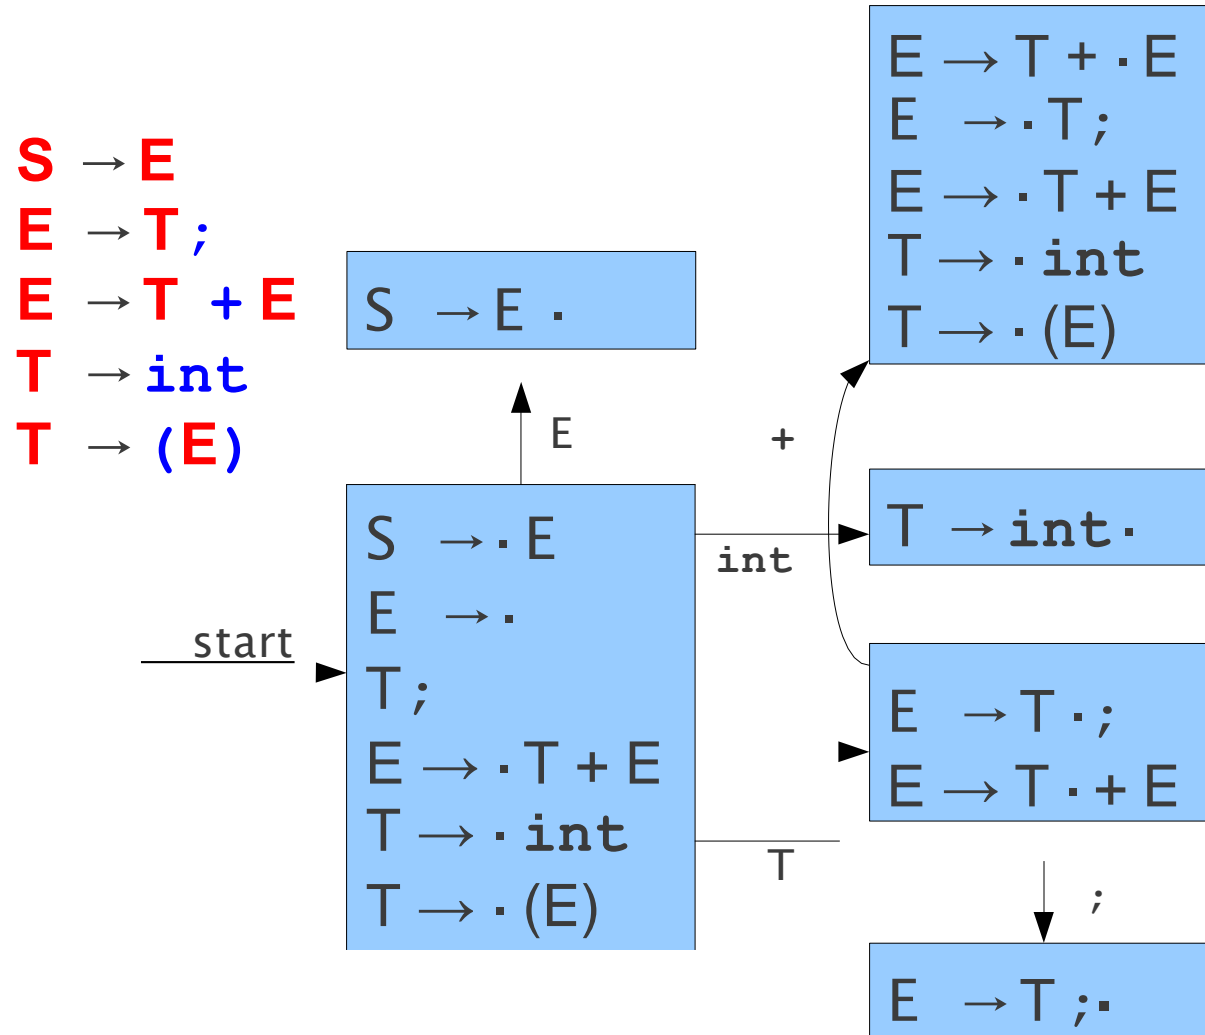 S → E
E → T ;
E → T + E
T → int
T → (E)
S → E ·
E
start
S → · E
E → ·
T ;
E → · T + E
T → · int
T → · (E)
int
T
+
E → T + · E
E → · T ;
E → · T + E
T → · int
T → · (E)
T → int ·
E → T · ;
E → T · + E
;
E → T ; ·